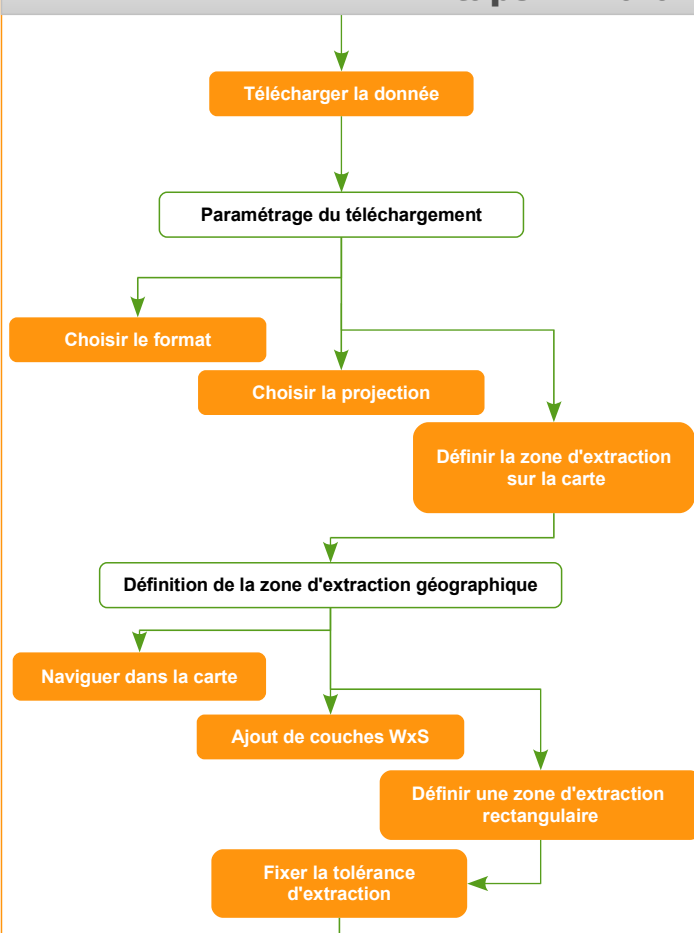 Télécharger la donnée
Paramétrage du téléchargement
Choisir le format
Choisir la projection
Définir la zone d'extraction
sur la carte
Définition de la zone d'extraction géographique
Naviguer dans la carte
Ajout de couches WxS
Définir une zone d'extraction
rectangulaire
Fixer la tolérance
d'extraction